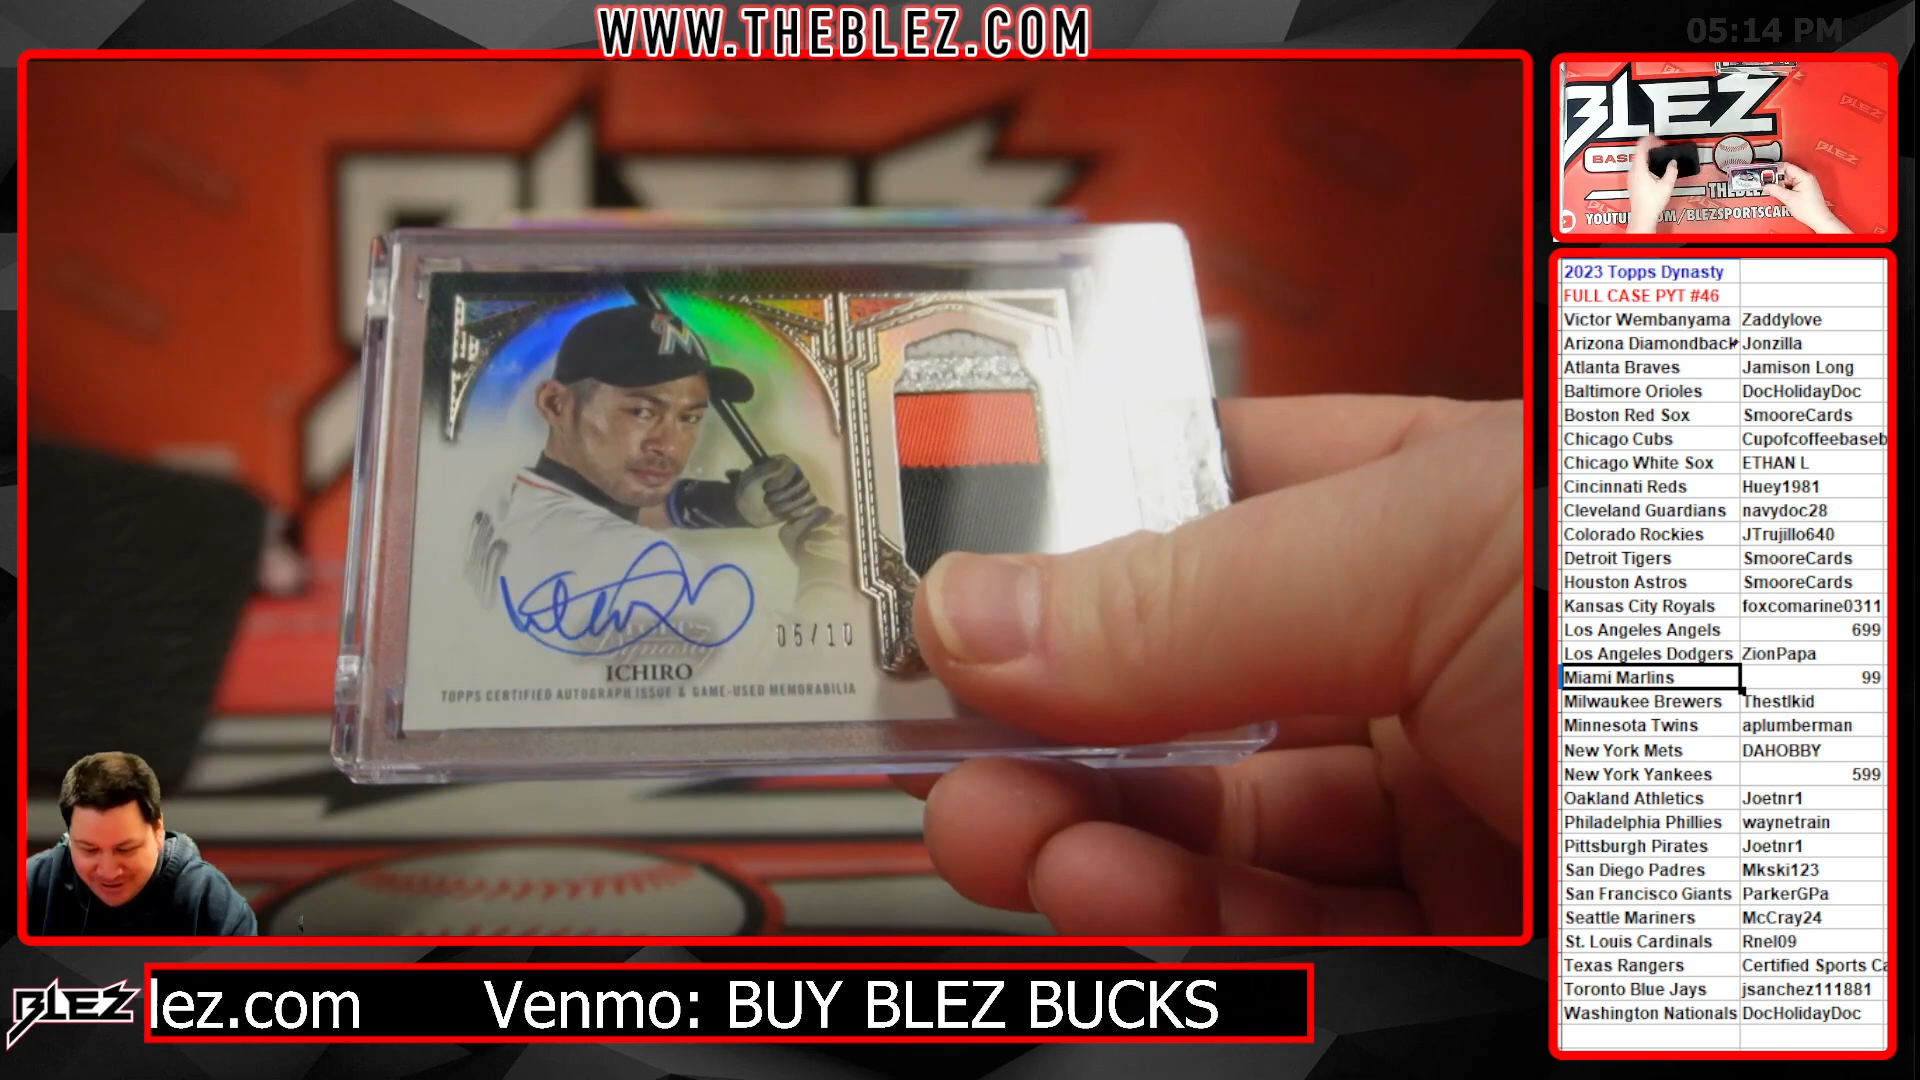 WWW.THEBLEZ.COM
05:14 PM
BLEZ
BASE
BLEZ
BLEZ
THEBLEZ
YOUTU
OM/BLEZSPORTSCAR
ICHIRO
05/10
TOPPS CERTIFIED AUTOGRAPH ISSUE & GAME-USED MEMORABILIA
2023 Topps Dynasty
FULL CASE PYT #46
Victor Wembanyama Zaddylove
Arizona Diamondback Jonzilla
Atlanta Braves Jamison Long
Baltimore Orioles DocHolidayDoc
Boston Red Sox SmooreCards
Chicago Cubs Cupofcoffeebaseb
Chicago White Sox ETHAN L
Cincinnati Reds Huey1981
Cleveland Guardians navydoc28
Colorado Rockies JTrujillo640
Detroit Tigers SmooreCards
Houston Astros SmooreCards
Kansas City Royals foxcomarine0311
Los Angeles Angels 699
Los Angeles Dodgers ZionPapa
Miami Marlins 99
Milwaukee Brewers Thestlkid
Minnesota Twins aplumberman
New York Mets DAHOBBY
New York Yankees 599
Oakland Athletics Joetnr1
Philadelphia Phillies waynetrain
Pittsburgh Pirates Joetnr1
San Diego Padres Mkski123
San Francisco Giants ParkerGPa
Seattle Mariners McCray24
St. Louis Cardinals Rnel09
Texas Rangers Certified Sports Ca
Toronto Blue Jays jsanchez111881
Washington Nationals DocHolidayDoc
BLEZ
lez.com Venmo: BUY BLEZ BUCKS